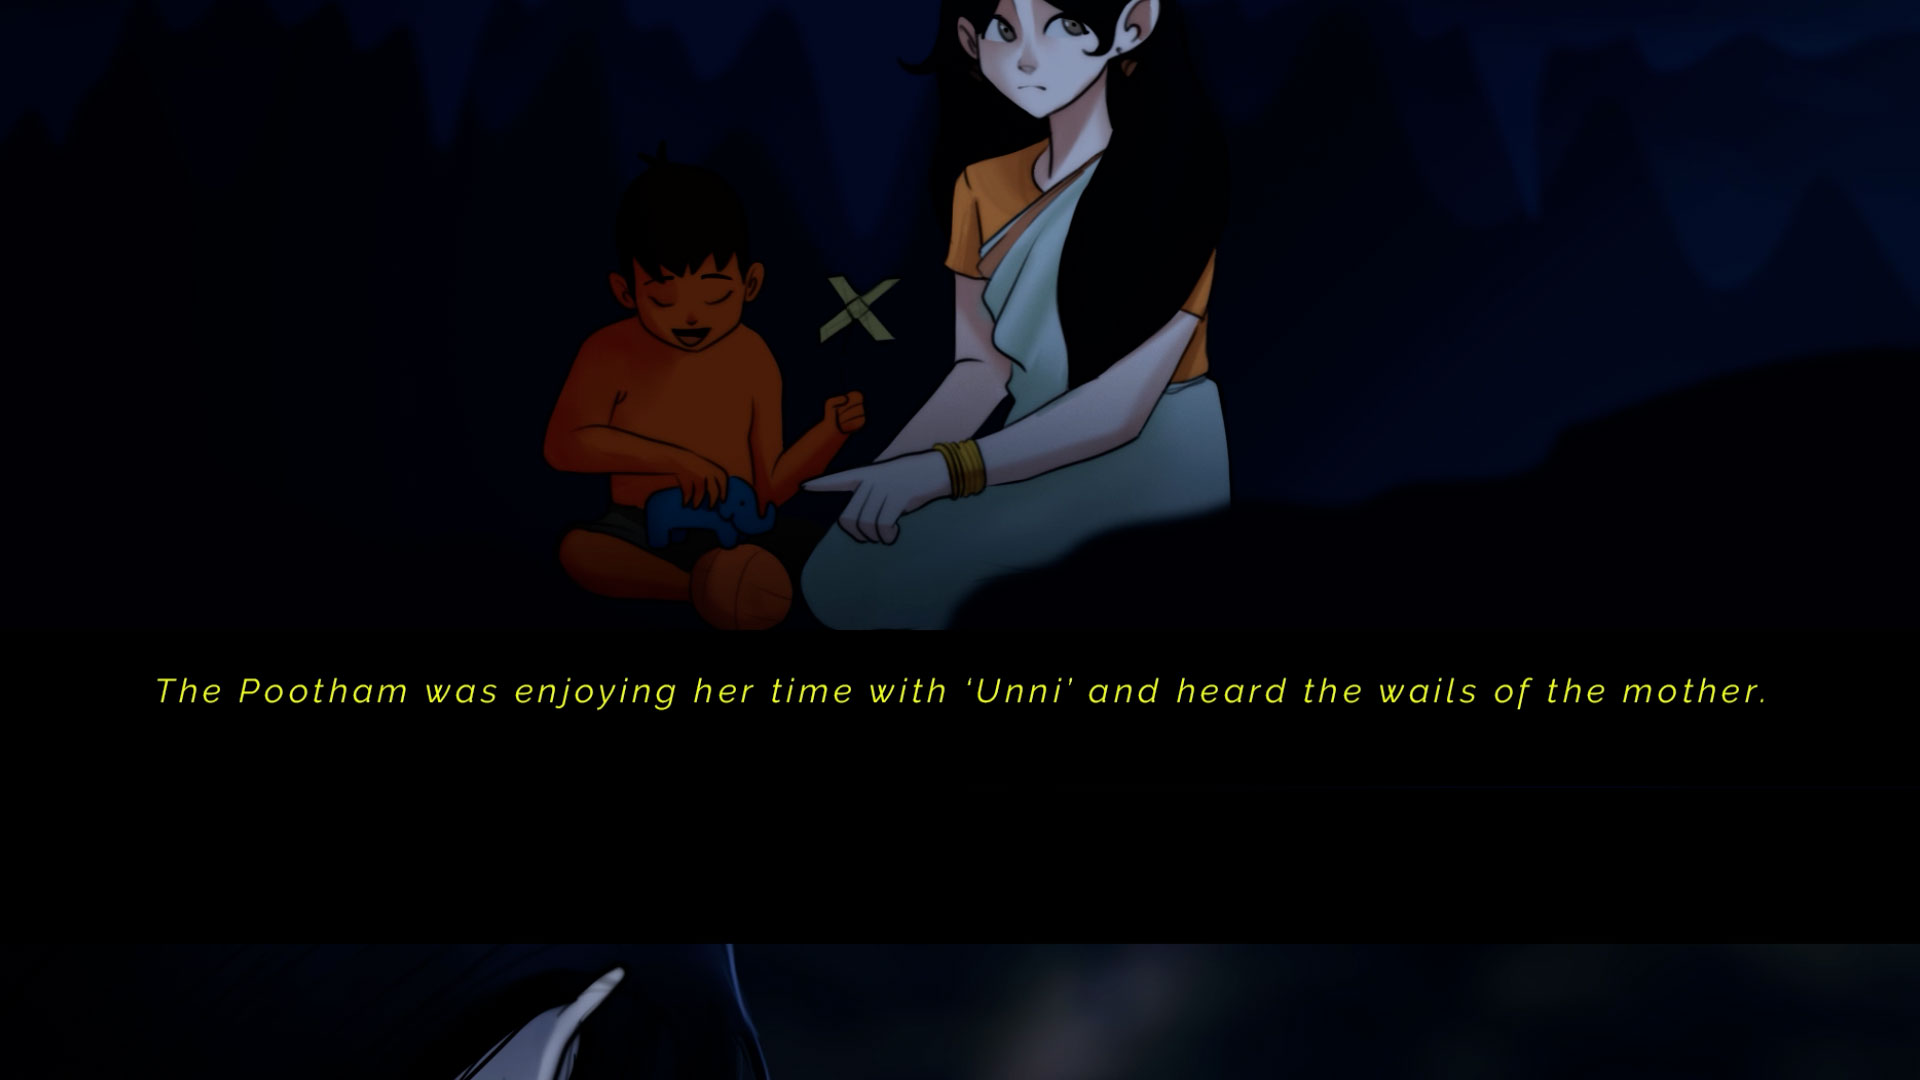 The Pootham was enjoying her time with ‘Unni’ and heard the wails of the mother.